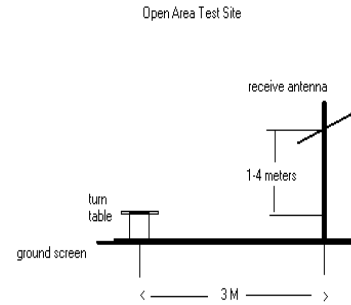 Open Area Test Site
receive antenna
1-4 meters
turn
table
ground screen
3 M